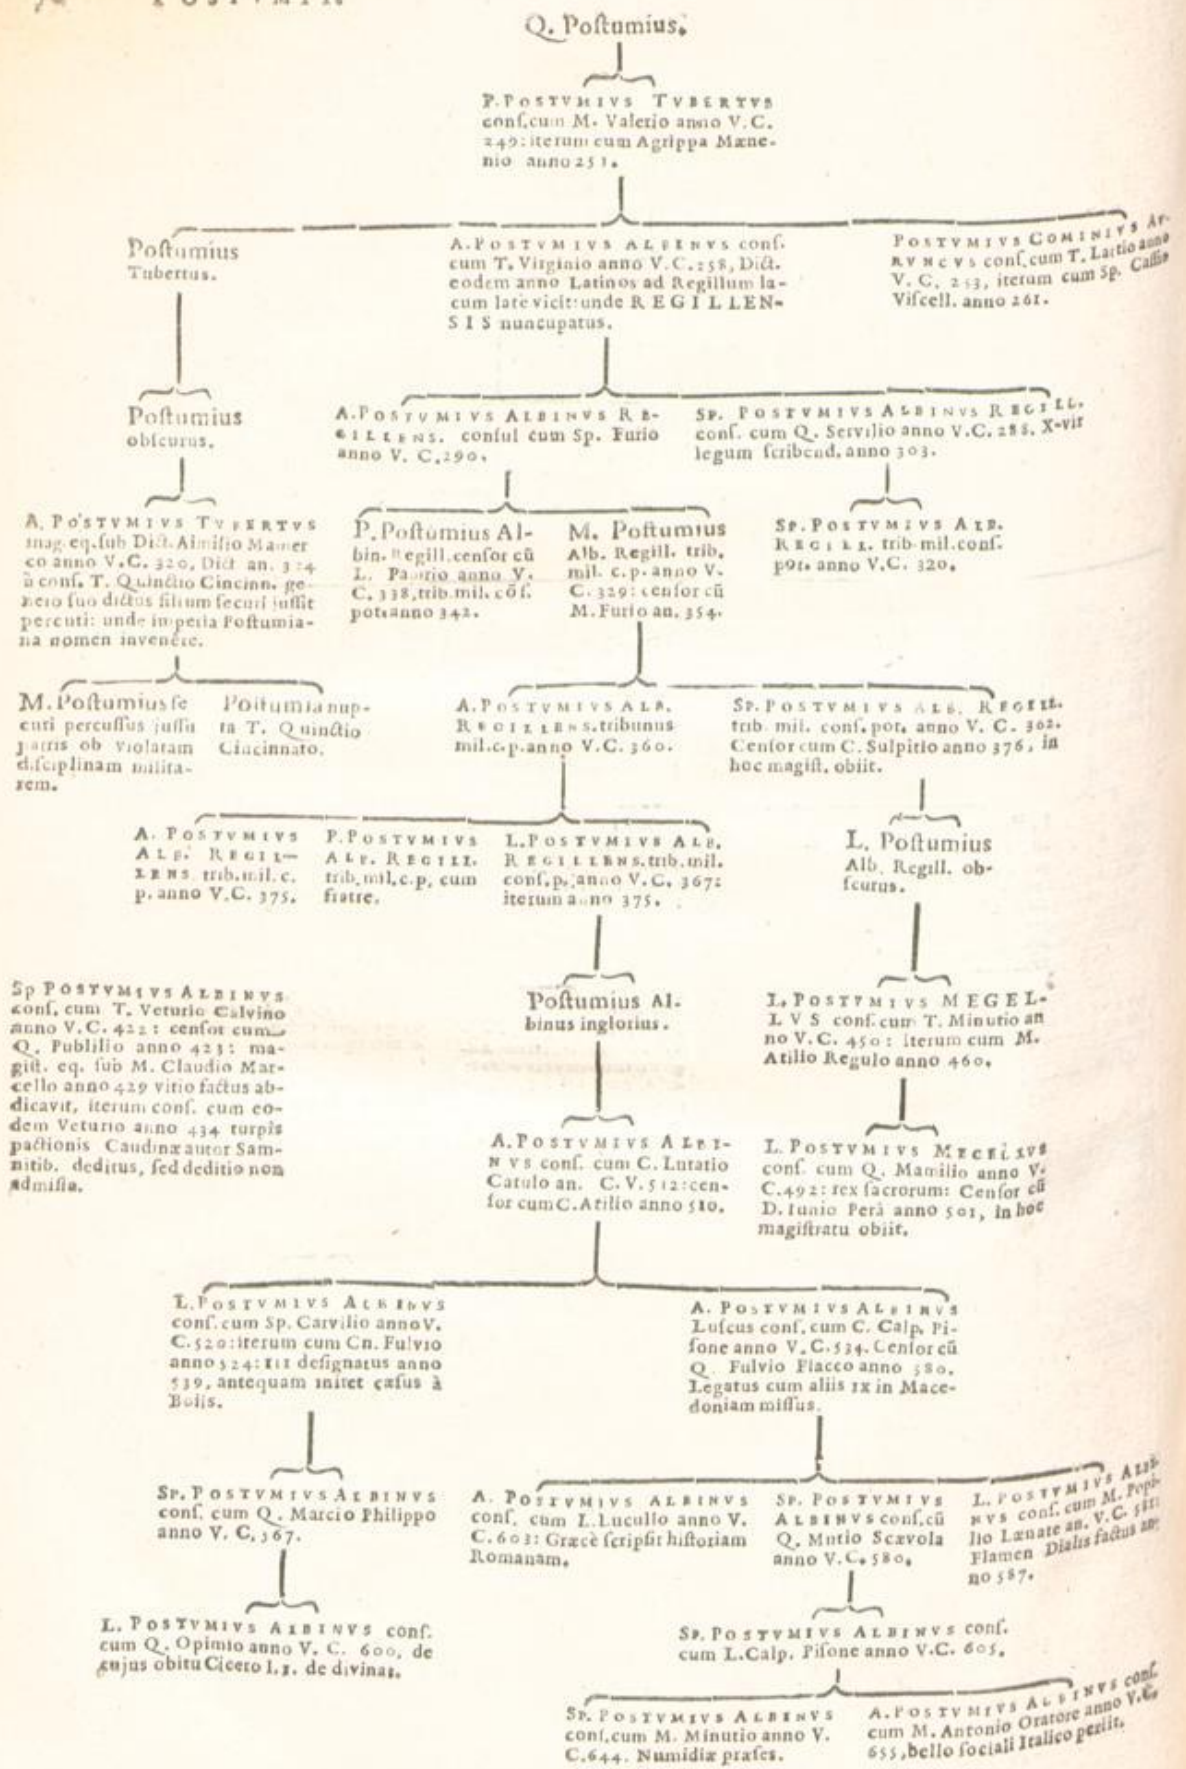 Q. Poſtumius.
P. POSTVMIVS TVBERTVS
conſ. cum M. Valerio anno V. C.
249: iterum cum Agrippa Mæne-
nio anno 251.
Poſtumius
Tubertus.
A. POSTVMIVS ALBINVS conſ.
cum T. Virginio anno V. C. 258, Dict.
eodem anno Latinos ad Regillum la-
cum latè vicit: unde REGILLEN-
SIS nuncupatus.
POSTVMIVS COMINIVS AV-
RVNCVS conſ. cum T. Lartio anno
V. C. 253, iterum cum Sp. Caſſio
Viſcell. anno 261.
Poſtumius
obſcurus.
A. POSTVMIVS ALBINVS RE-
GILLENS. conſul cum Sp. Furio
anno V. C. 290.
SP. POSTVMIVS ALBINVS REGILL.
conſ. cum Q. Servilio anno V. C. 288. X-vir
legum ſcribend. anno 303.
A. POSTVMIVS TVBERTVS
mag. eq. ſub Dict. Aimilio Mamer
co anno V. C. 320, Dict an. 324
à conſ. T. Quinctio Cincinn. ge-
nero ſuo dictus filium ſecuri juſſit
percuti: unde imperia Poſtumia-
na nomen invenêre.
P. Poſtumius Al-
bin. Regill. cenſor cū
L. Papirio anno V.
C. 338, trib. mil. cōſ.
pot. anno 342.
M. Poſtumius
Alb. Regill. trib.
mil. c. p. anno V.
C. 329: cenſor cū
M. Furio an. 354.
SP. POSTVMIVS ALB.
REGILL. trib. mil. conſ.
pot. anno V. C. 320.
M. Poſtumius ſe
curi percuſſus juſſu
patris ob violatam
diſciplinam milita-
rem.
Poſtumia nup-
ta T. Quinctio
Cincinnato.
A. POSTVMIVS ALB.
REGILLENS. tribunus
mil. c. p. anno V. C. 360.
SP. POSTVMIVS ALB. REGILL.
trib. mil. conſ. pot. anno V. C. 362.
Cenſor cum C. Sulpitio anno 376, in
hoc magiſt. obiit.
A. POSTVMIVS
ALB. REGIL-
LENS. trib. mil. c.
p. anno V. C. 375.
P. POSTVMIVS
ALB. REGILL.
trib. mil. c. p. cum
fratre.
L. POSTVMIVS ALB.
REGILLENS. trib. mil.
conſ. p. anno V. C. 367:
iterum anno 375.
L. Poſtumius
Alb. Regill. ob-
ſcurus.
Sp POSTVMIVS ALBINVS
conſ. cum T. Veturio Calvino
anno V. C. 422: cenſor cum
Q. Publilio anno 423: ma-
giſt. eq. ſub M. Claudio Mar-
cello anno 429 vitio factus ab-
dicavit, iterum conſ. cum eo-
dem Veturio anno 434 turpis
pactionis Caudinæ autor Sam-
nitib. deditus, ſed deditio non
admiſſa.
Poſtumius Al-
binus inglorius.
L. POSTVMIVS MEGEL-
LVS conſ. cum T. Minutio an
no V. C. 450: iterum cum M.
Atilio Regulo anno 460.
A. POSTVMIVS ALBI-
NVS conſ. cum C. Lutatio
Catulo an. C. V. 512: cen-
ſor cum C. Atilio anno 510.
L. POSTVMIVS MEGELLVS
conſ. cum Q. Mamilio anno V.
C. 492: rex ſacrorum: Cenſor cū
D. Iunio Perâ anno 501, in hoc
magiſtratu obiit.
L. POSTVMIVS ALBINVS
conſ. cum Sp. Carvilio anno V.
C. 520: iterum cum Cn. Fulvio
anno 524: III deſignatus anno
539, antequam iniret cæſus à
Boiis.
A. POSTVMIVS ALBINVS
Luſcus conſ. cum C. Calp. Pi-
ſone anno V. C. 534. Cenſor cū
Q. Fulvio Flacco anno 580.
Legatus cum aliis IX in Mace-
doniam miſſus.
SP. POSTVMIVS ALBINVS
conſ. cum Q. Marcio Philippo
anno V. C. 567.
A. POSTVMIVS ALBINVS
conſ. cum L. Lucullo anno V.
C. 603: Græcè ſcripſit hiſtoriam
Romanam.
SP. POSTVMIVS
ALBINVS conſ. cū
Q. Mutio Scævola
anno V. C. 580.
L. POSTVMIVS ALBI-
NVS conſ. cum M. Popi-
lio Lænate an. V. C. 581:
Flamen Dialis factus an-
no 587.
L. POSTVMIVS ALBINVS conſ.
cum Q. Opimio anno V. C. 600, de
cujus obitu Cicero l. 1. de divinat.
SP. POSTVMIVS ALBINVS conſ.
cum L. Calp. Piſone anno V. C. 605.
SP. POSTVMIVS ALBINVS
conſ. cum M. Minutio anno V.
C. 644. Numidiæ præſes.
A. POSTVMIVS ALBINVS conſ.
cum M. Antonio Oratore anno V. C.
655, bello ſociali Italico periit.